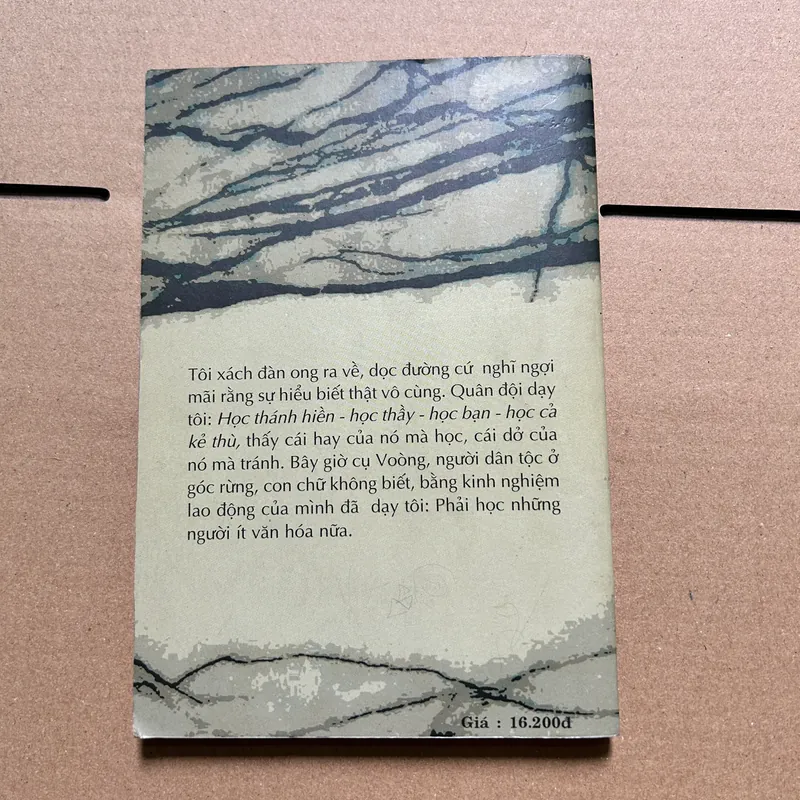 Tôi xách đàn ong ra về, dọc đường cứ nghĩ ngợi
mãi rằng sự hiểu biết thật vô cùng. Quân đội dạy
tôi: Học thánh hiền - học thầy - học bạn - học cả
kẻ thù, thấy cái hay của nó mà học, cái dở của
nó mà tránh. Bây giờ cụ Voòng, người dân tộc ở
góc rừng, con chữ không biết, bằng kinh nghiệm
lao động của mình đã dạy tôi: Phải học những
người ít văn hóa nữa.
Giá : 16.200đ